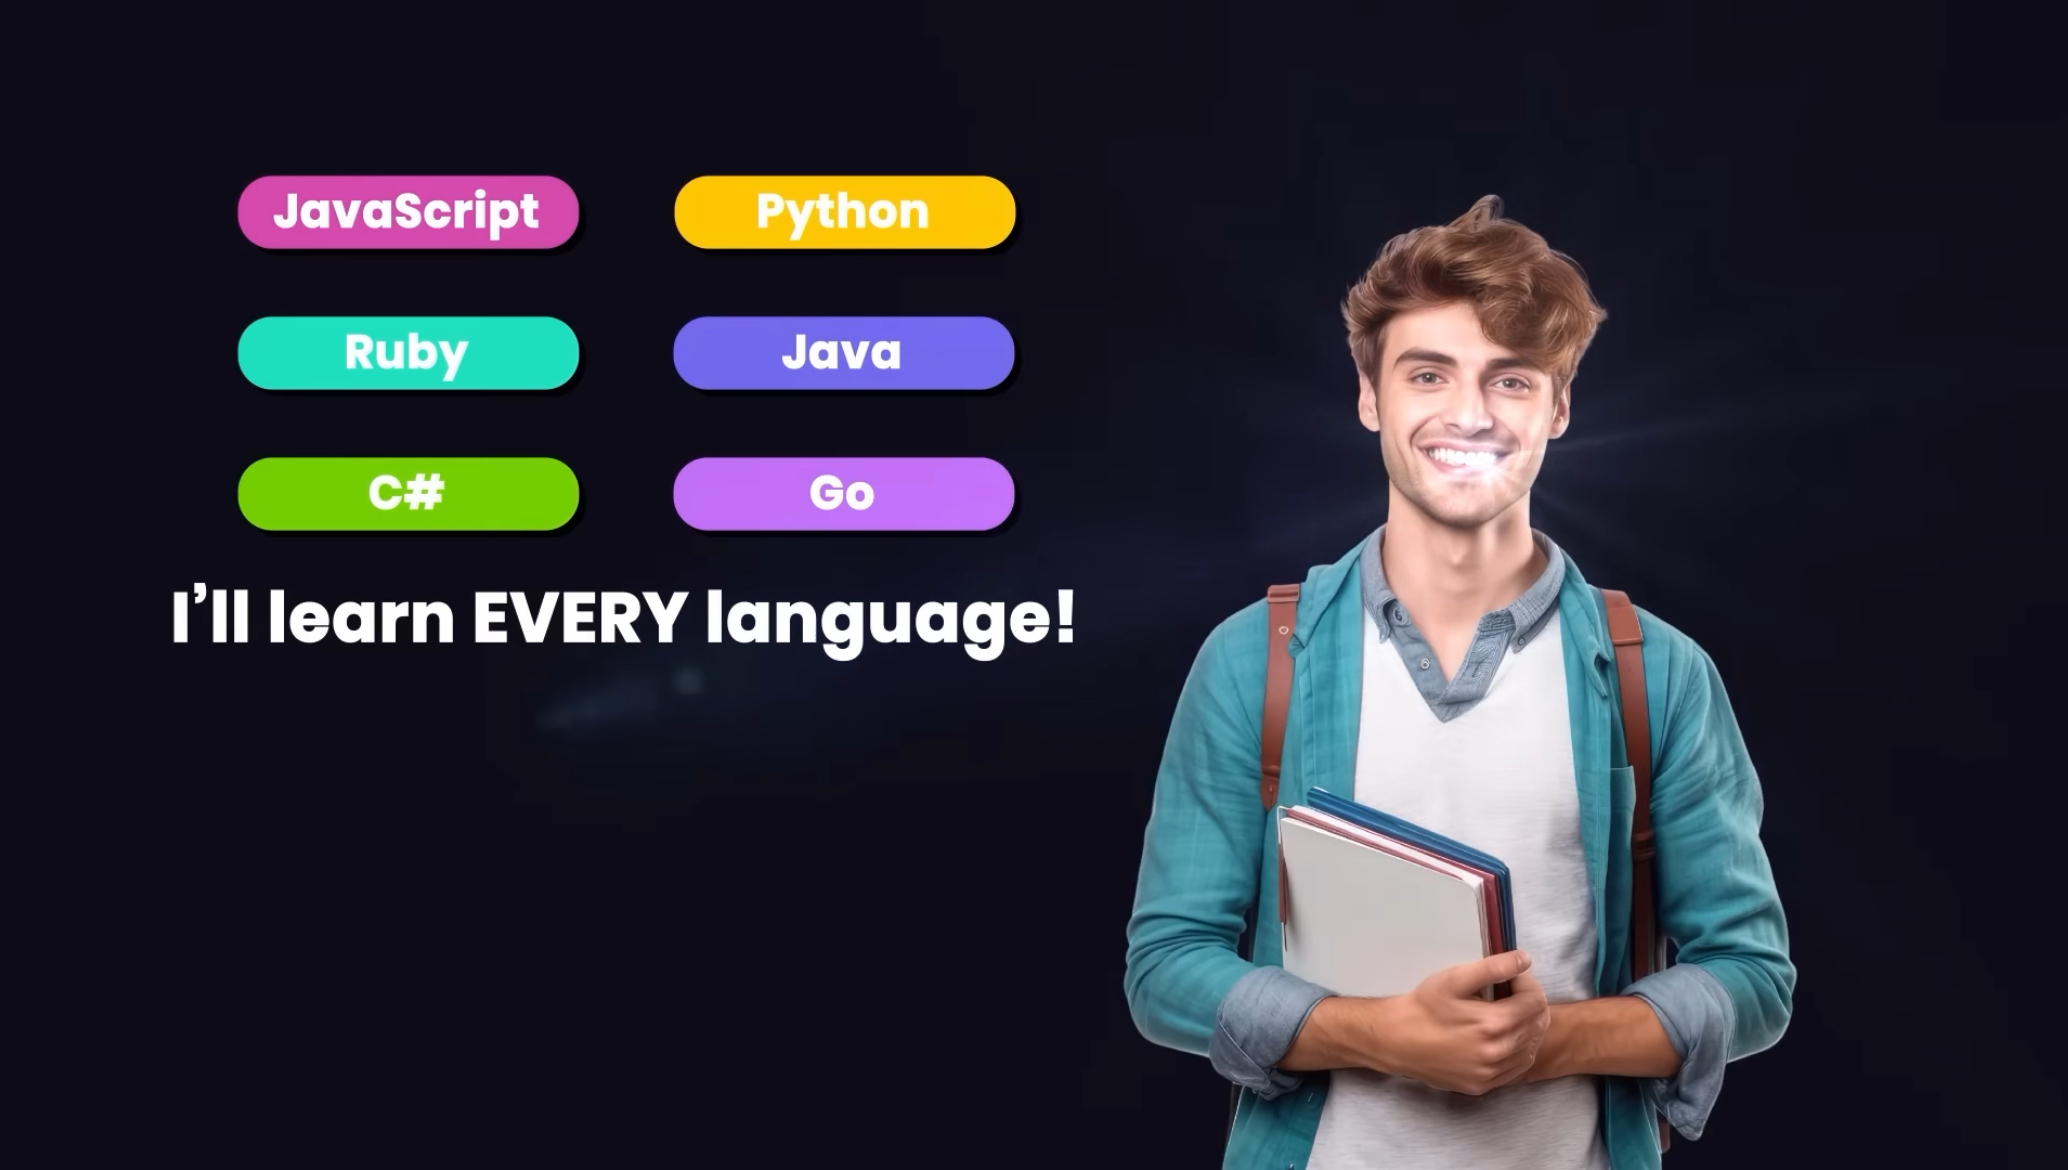 JavaScript
Python
Ruby
Java
C#
Go
I’ll learn EVERY language!